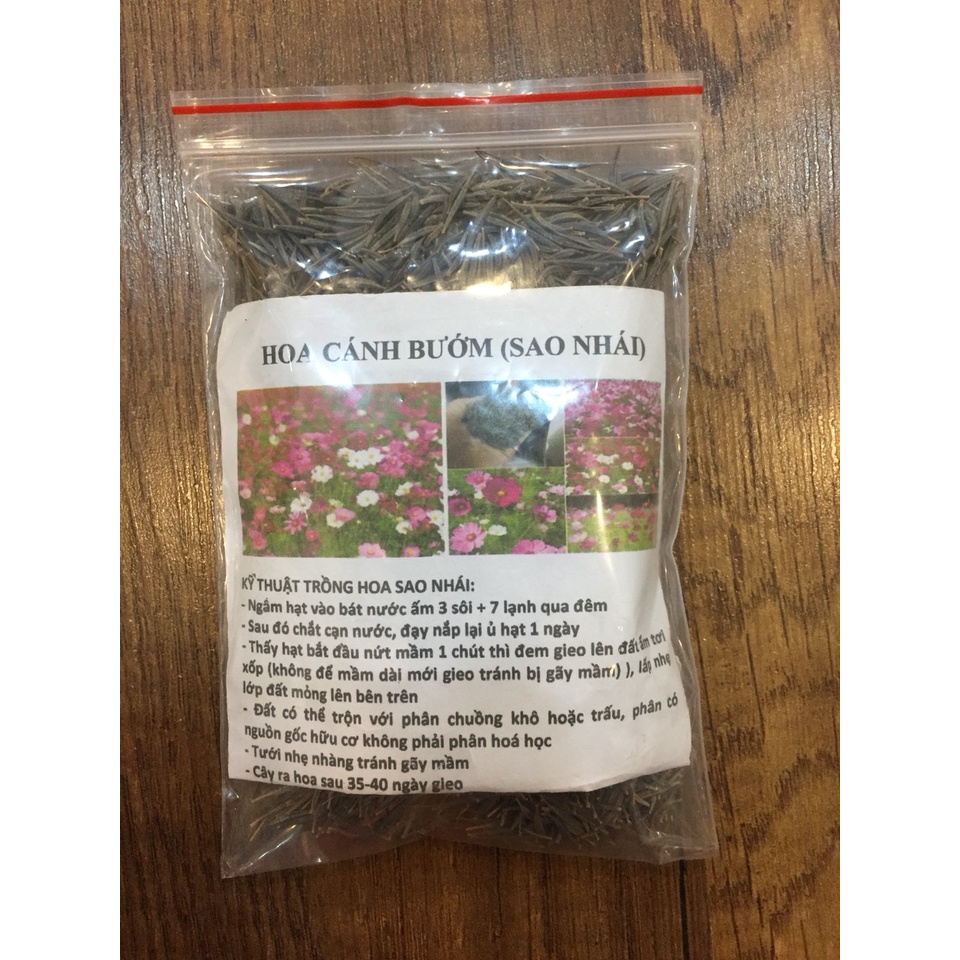 HOA CÁNH BƯỚM (SAO NHÁI)
KỸ THUẬT TRỒNG HOA SAO NHÁI:
- Ngâm hạt vào bát nước ấm 3 sôi + 7 lạnh qua đêm
- Sau đó chắt cạn nước, đạy nắp lại ủ hạt 1 ngày
- Thấy hạt bắt đầu nứt mầm 1 chút thì đem gieo lên đất ẩm tơi
xốp (không để mầm dài mới gieo tránh bị gãy mầm) ), lấp nhẹ
lớp đất mỏng lên bên trên
- Đất có thể trộn với phân chuồng khô hoặc trấu, phân có
nguồn gốc hữu cơ không phải phân hoá học
- Tưới nhẹ nhàng tránh gãy mầm
- Cây ra hoa sau 35-40 ngày gieo